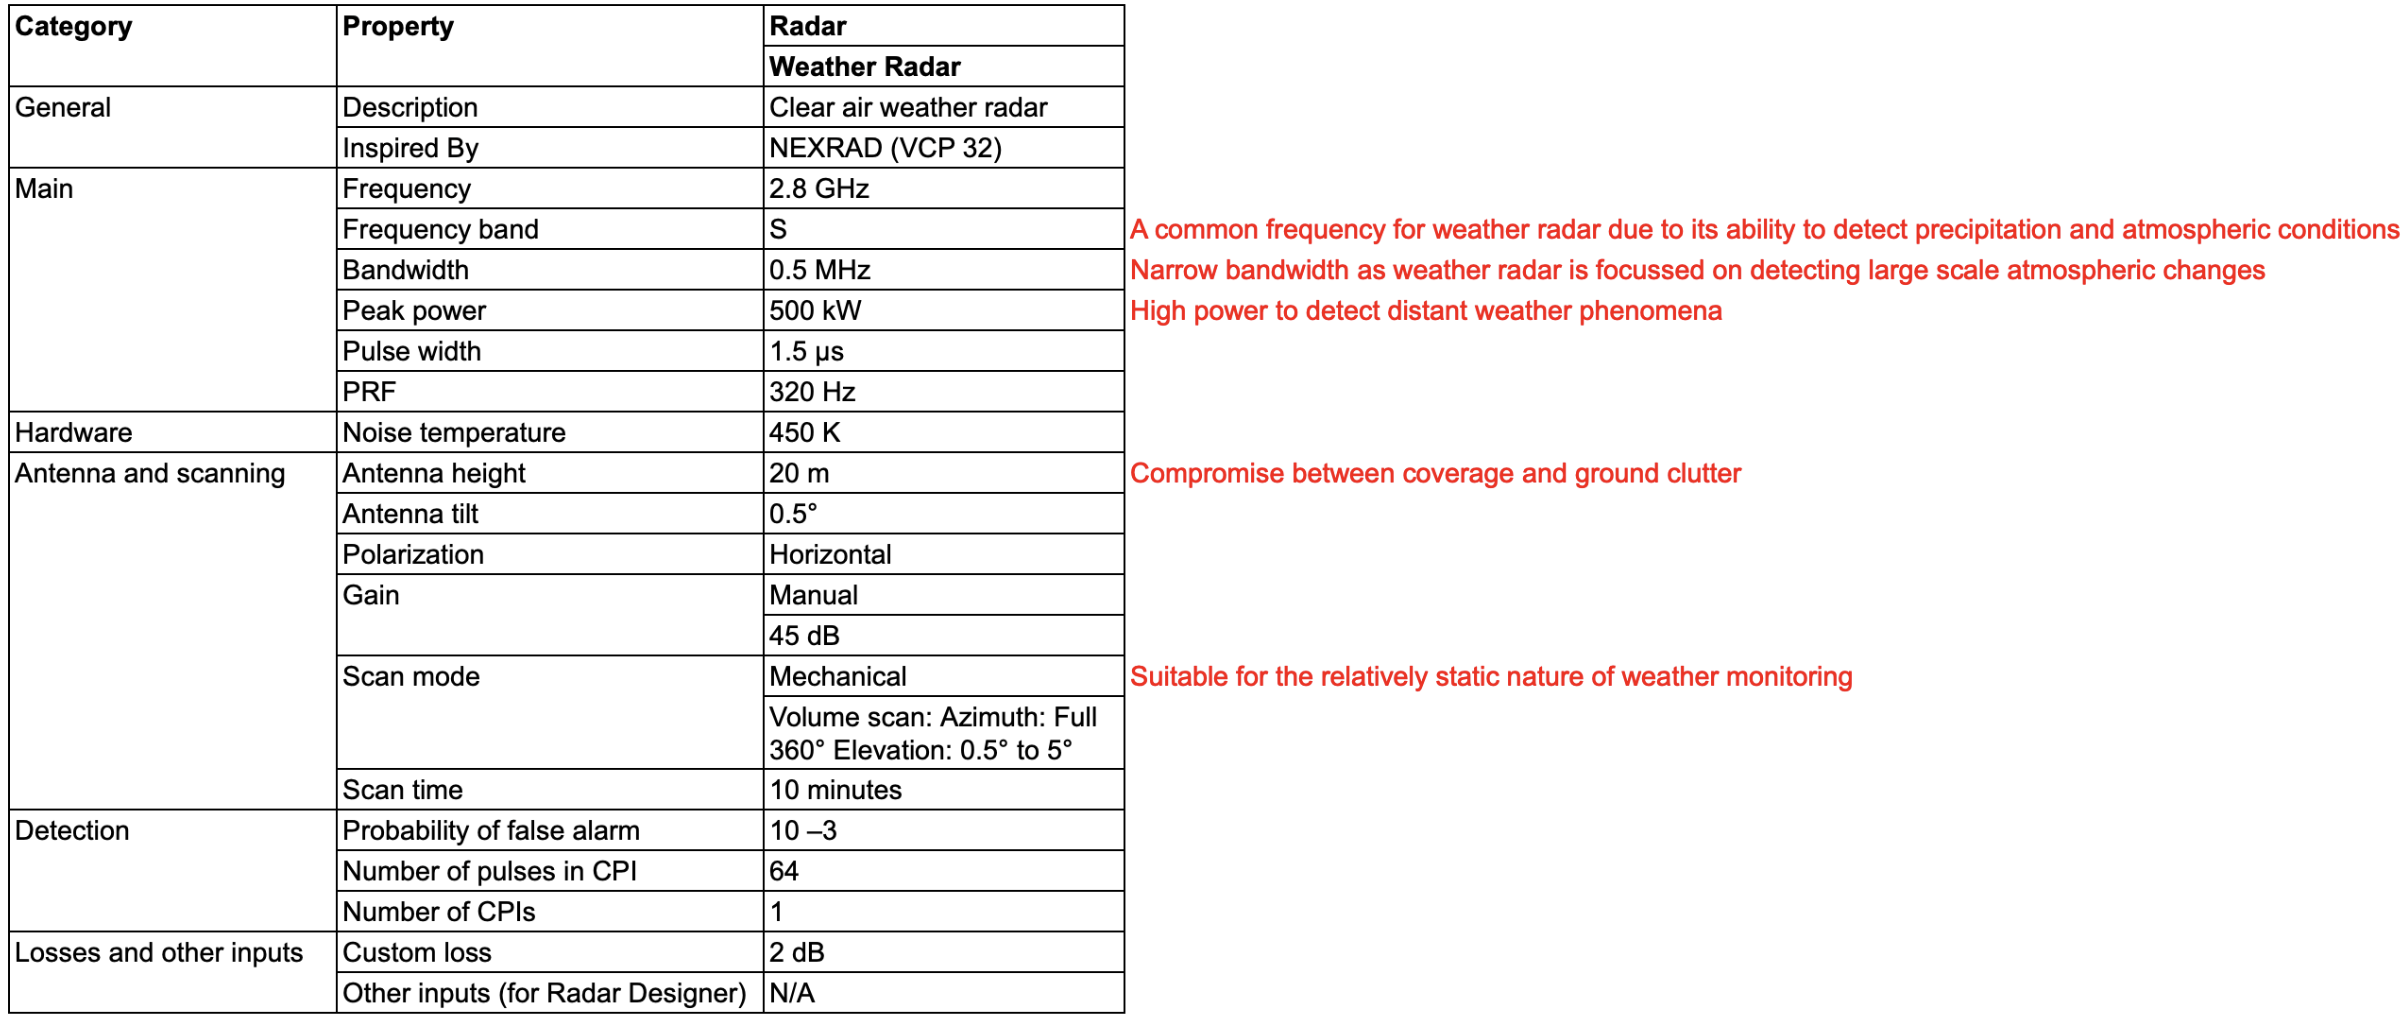 Category Property Radar
Weather Radar
General Description Clear air weather radar
Inspired By NEXRAD (VCP 32)
Main Frequency 2.8 GHz
Frequency band S A common frequency for weather radar due to its ability to detect precipitation and atmospheric conditions
Bandwidth 0.5 MHz Narrow bandwidth as weather radar is focussed on detecting large scale atmospheric changes
Peak power 500 kW High power to detect distant weather phenomena
Pulse width 1.5 µs
PRF 320 Hz
Hardware Noise temperature 450 K
Antenna and scanning Antenna height 20 m Compromise between coverage and ground clutter
Antenna tilt 0.5°
Polarization Horizontal
Gain Manual
45 dB
Scan mode Mechanical Suitable for the relatively static nature of weather monitoring
Volume scan: Azimuth: Full
360° Elevation: 0.5° to 5°
Scan time 10 minutes
Detection Probability of false alarm 10 –3
Number of pulses in CPI 64
Number of CPIs 1
Losses and other inputs Custom loss 2 dB
Other inputs (for Radar Designer) N/A